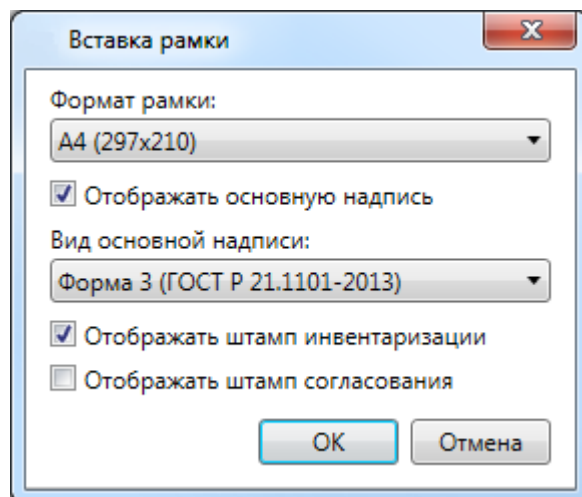 Вставка рамки
Формат рамки:
A4 (297x210)
Отображать основную надпись
Вид основной надписи:
Форма 3 (ГОСТ Р 21.1101-2013)
Отображать штамп инвентаризации
Отображать штамп согласования
ОК
Отмена